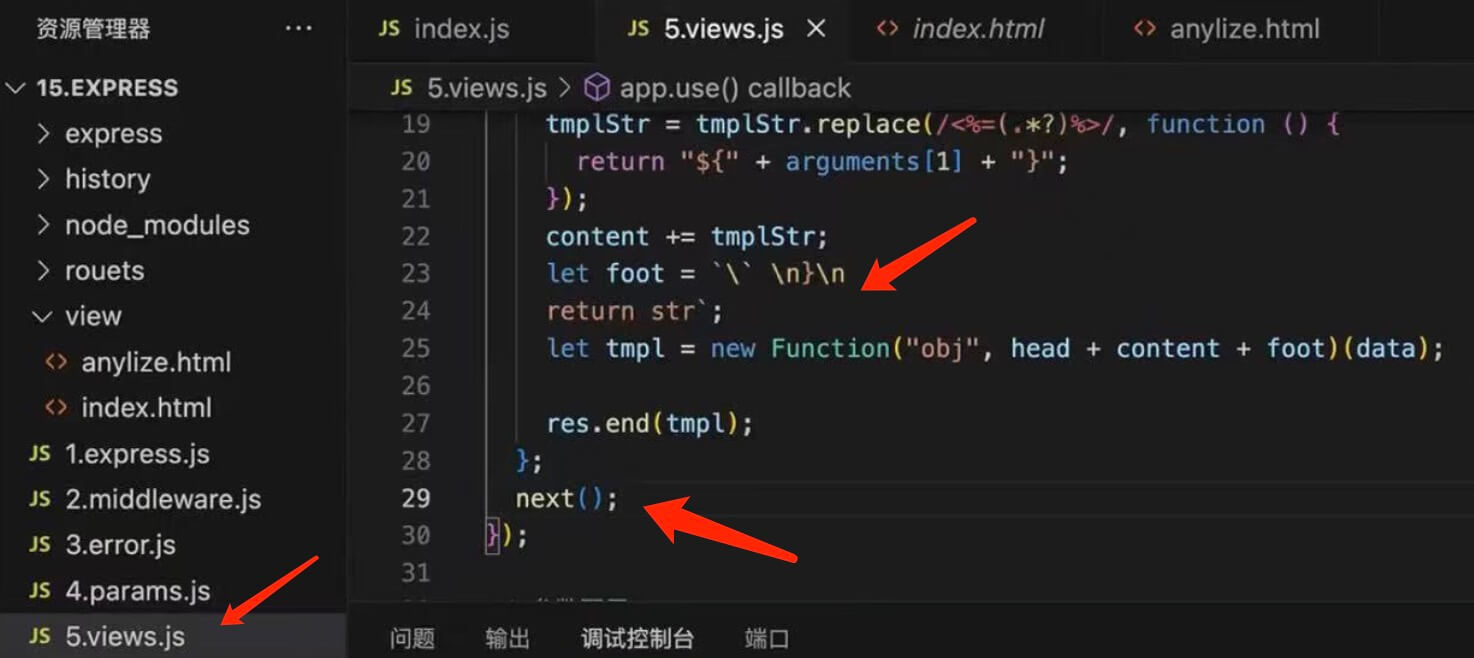 资源管理器 ...
15.EXPRESS
express
history
node_modules
rouets
view
<> anylize.html
<> index.html
JS 1.express.js
JS 2.middleware.js
JS 3.error.js
JS 4.params.js
JS 5.views.js
JS index.js
JS 5.views.js ×
<> index.html
<> anylize.html
JS 5.views.js > app.use() callback
19 tmplStr = tmplStr.replace(/<%=(.*?)%>/, function () {
20 return "${" + arguments[1] + "}";
21 });
22 content += tmplStr;
23 let foot = `\` \n}\n
24 return str`;
25 let tmpl = new Function("obj", head + content + foot)(data);
26
27 res.end(tmpl);
28 };
29 next();
30 });
31
问题 输出 调试控制台 端口